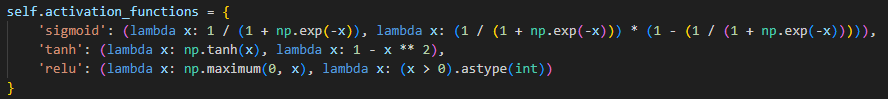 self.activation_functions = {
    'sigmoid': (lambda x: 1 / (1 + np.exp(-x)), lambda x: (1 / (1 + np.exp(-x))) * (1 - (1 / (1 + np.exp(-x))))),
    'tanh': (lambda x: np.tanh(x), lambda x: 1 - x ** 2),
    'relu': (lambda x: np.maximum(0, x), lambda x: (x > 0).astype(int))
}